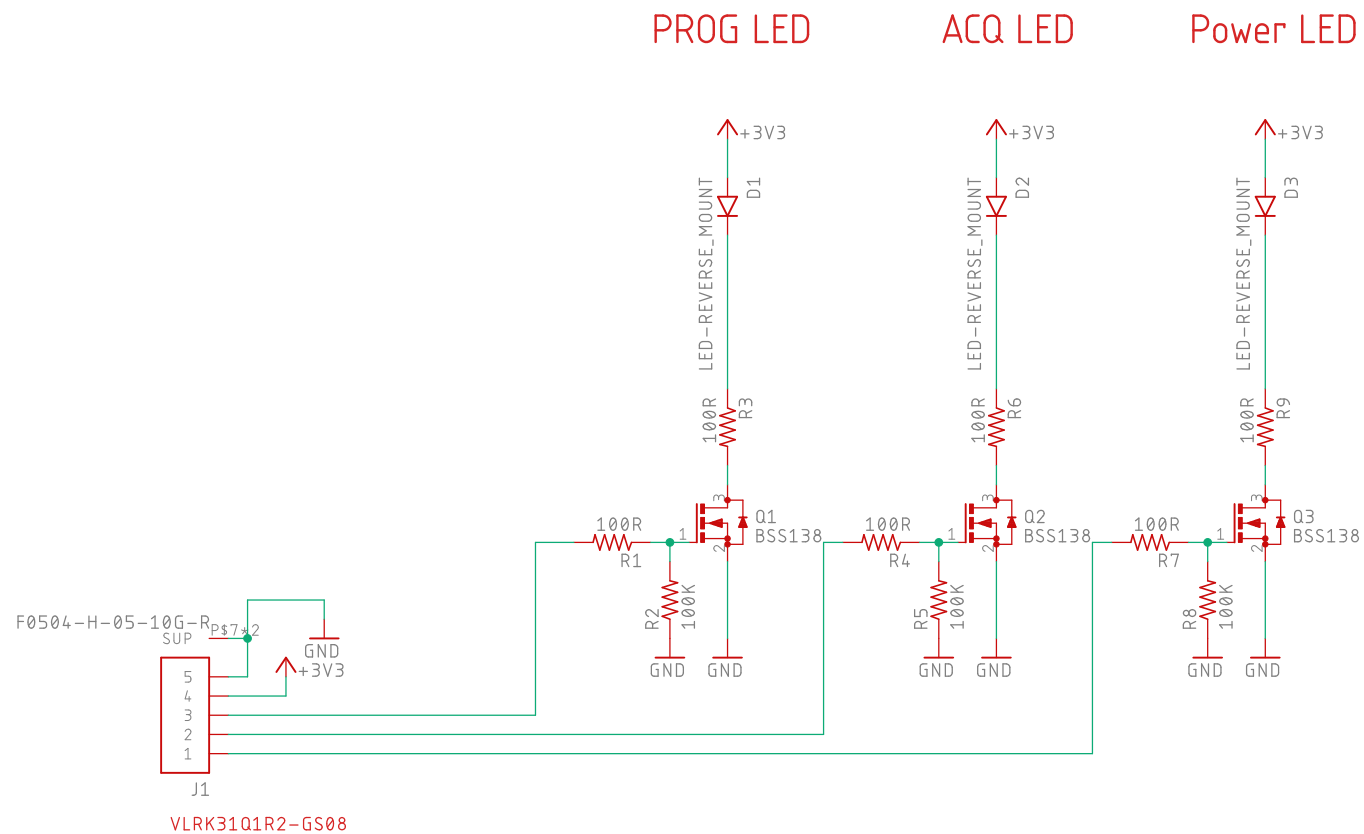 PROG LED
ACQ LED
Power LED
+3V3
+3V3
+3V3
LED-REVERSE_MOUNT
D1
LED-REVERSE_MOUNT
D2
LED-REVERSE_MOUNT
D3
100R
R3
100R
R6
100R
R9
3
Q1
BSS138
1
2
3
Q2
BSS138
1
2
3
Q3
BSS138
1
2
100R
R1
100R
R4
100R
R7
R2
100K
R5
100K
R8
100K
GND
GND
GND
GND
GND
GND
F0504-H-05-10G-R
P$7*2
SUP
GND
+3V3
5
4
3
2
1
J1
VLRK31Q1R2-GS08